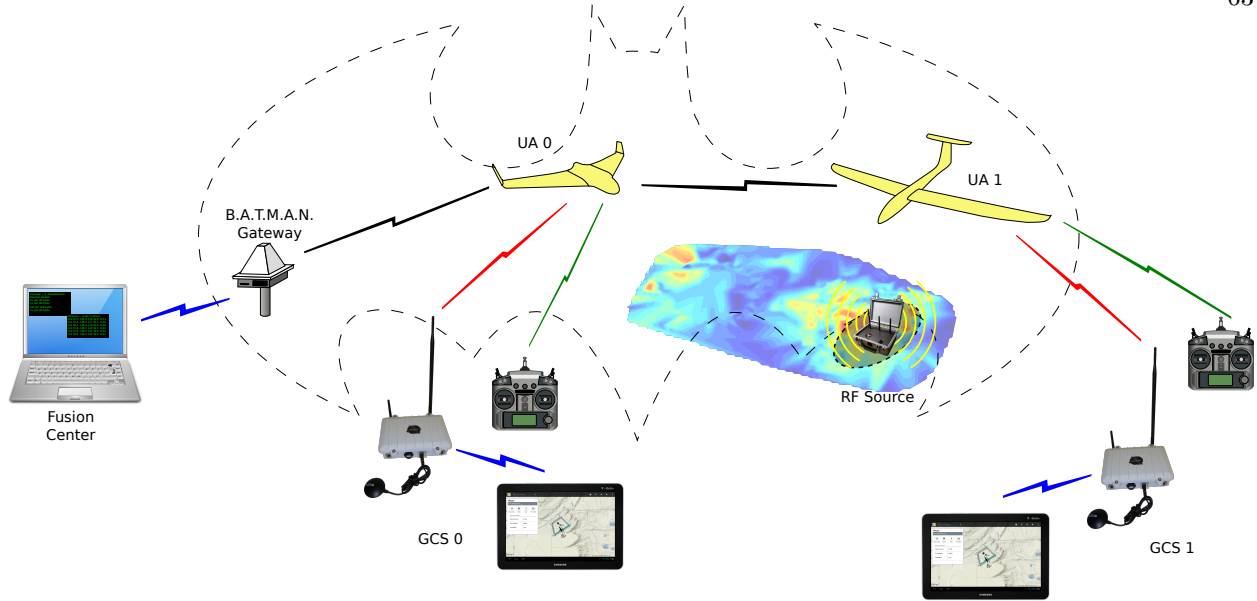 UA 0
UA 1
B.A.T.M.A.N.
Gateway
RF Source
Fusion
Center
GCS 0
GCS 1